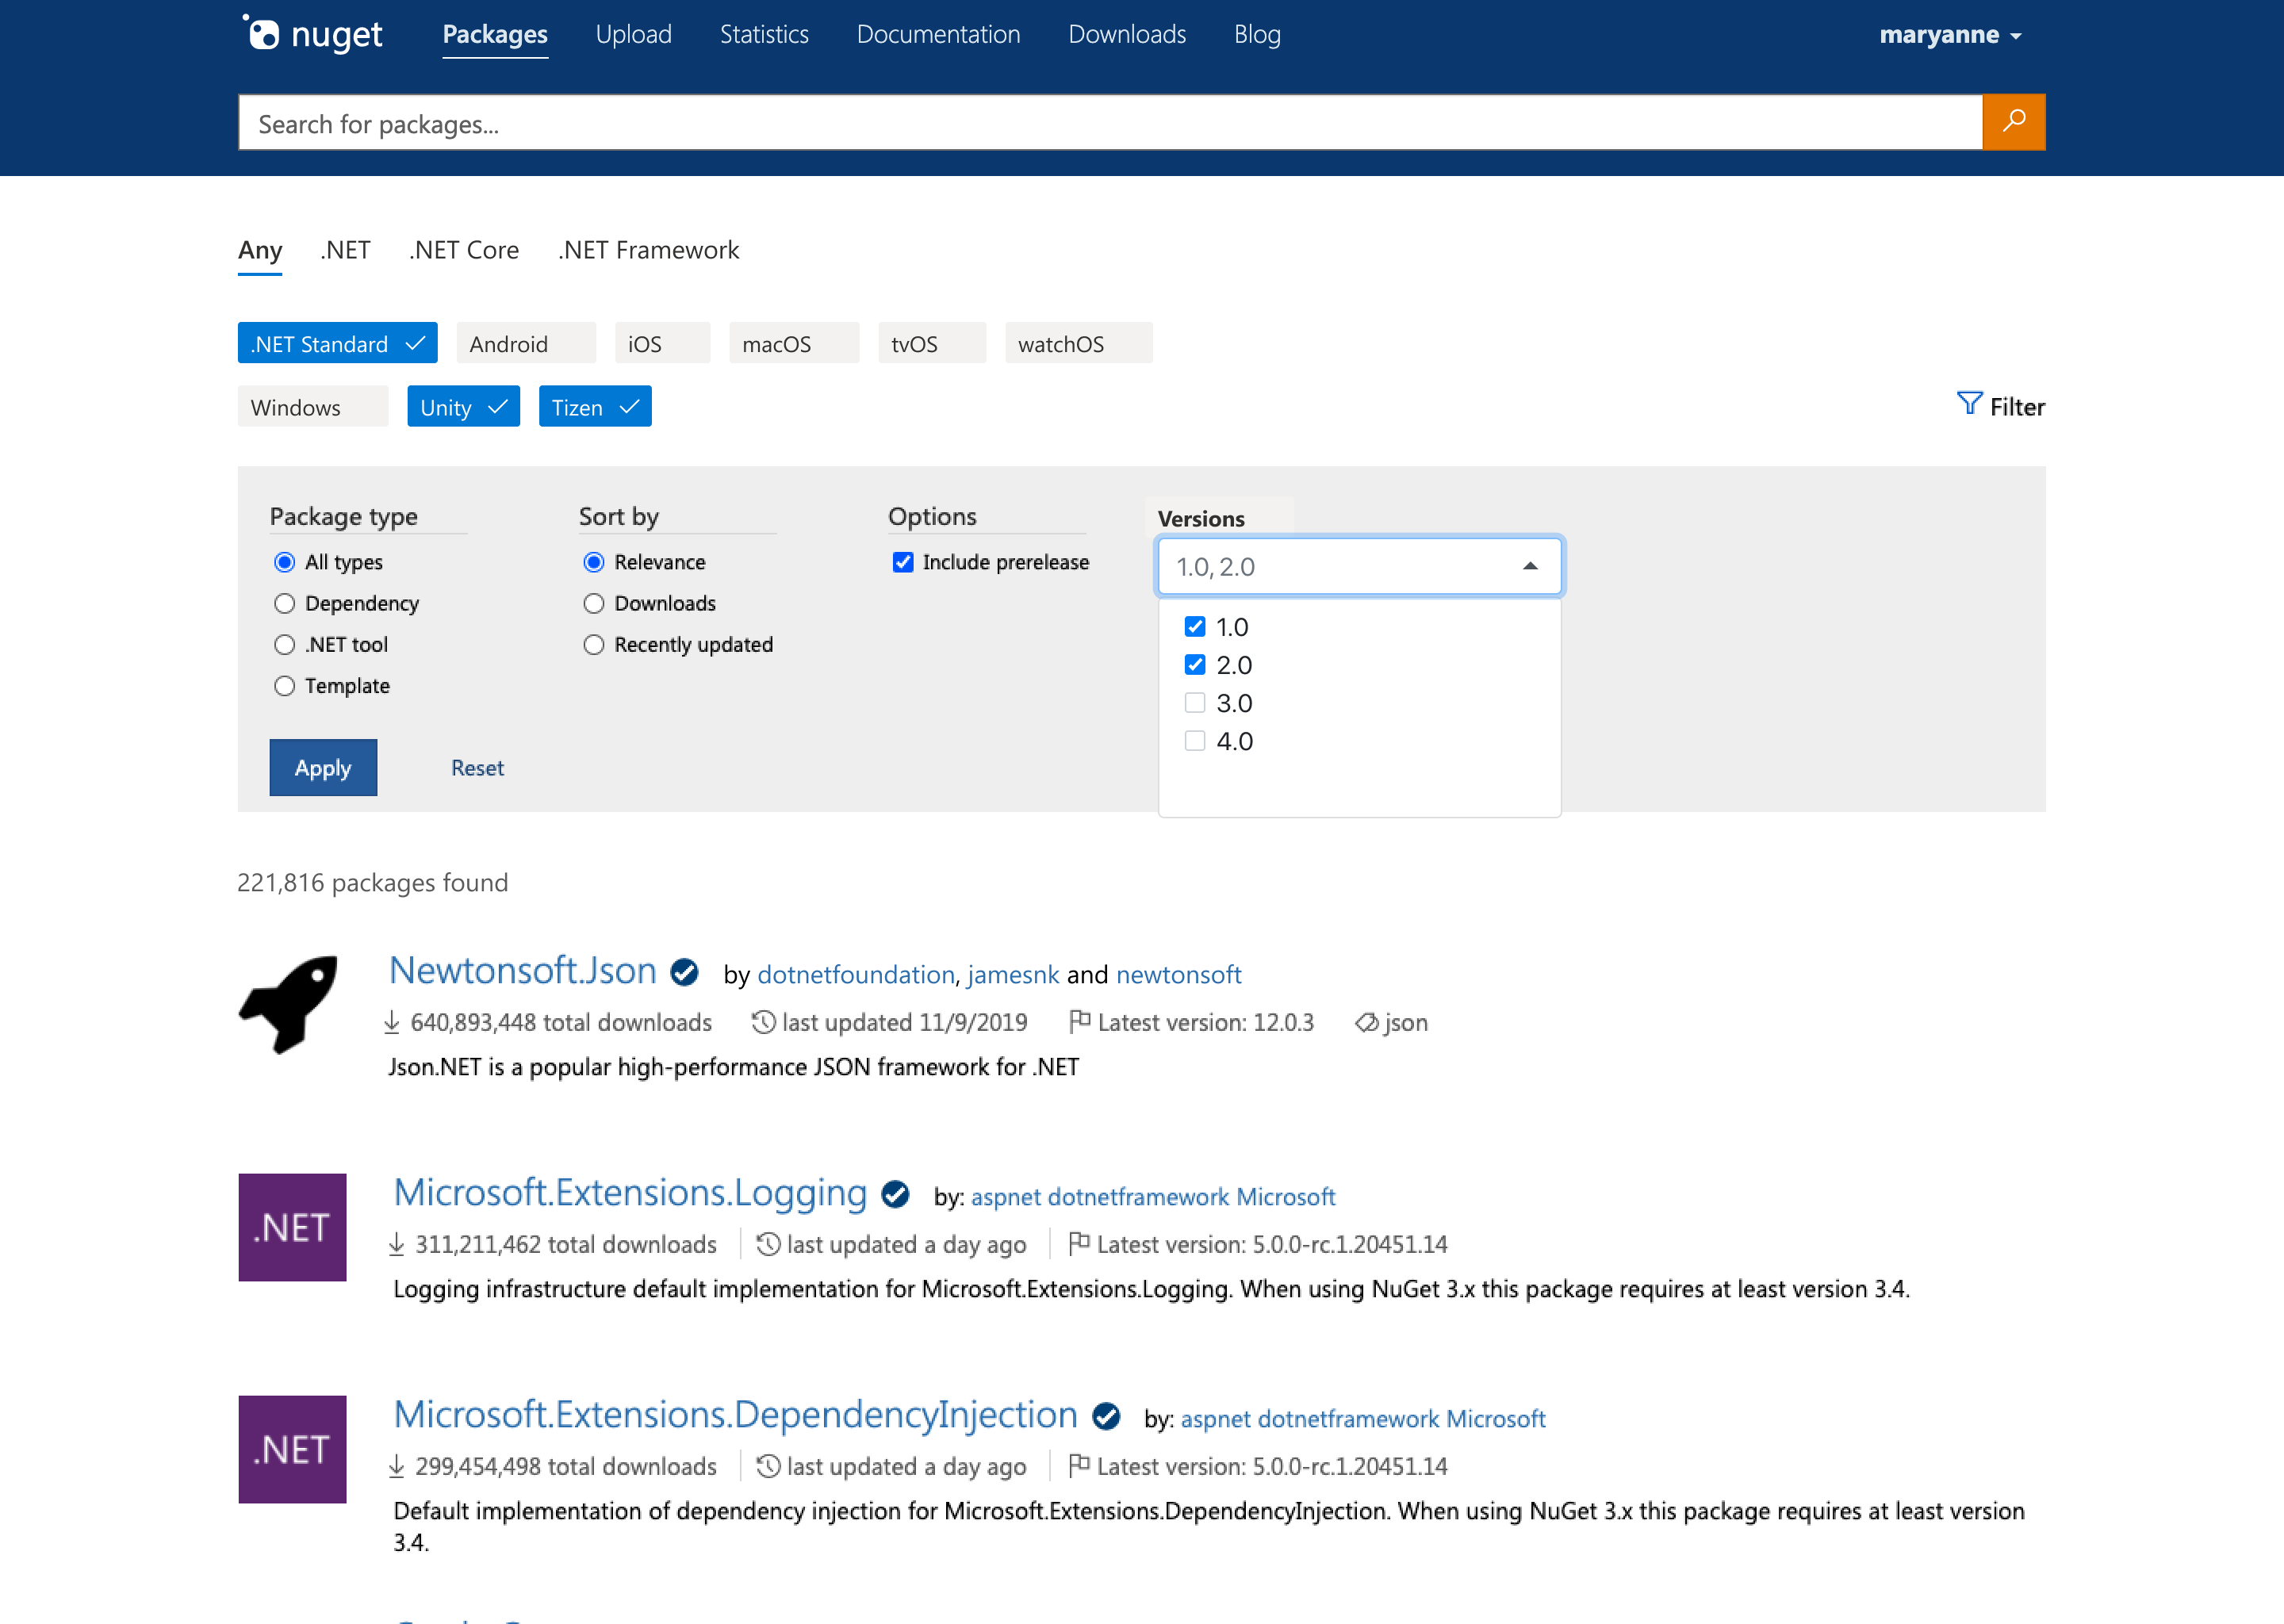 nuget Packages Upload Statistics Documentation Downloads Blog maryanne
Search for packages...
Any .NET .NET Core .NET Framework
.NET Standard Android iOS macOS tvOS watchOS
Windows Unity Tizen Filter
Package type Sort by Options Versions
All types Relevance Include prerelease 1.0, 2.0
Dependency Downloads 1.0
.NET tool Recently updated 2.0
Template 3.0
4.0
Apply Reset
221,816 packages found
Newtonsoft.Json by dotnetfoundation, jamesnk and newtonsoft
640,893,448 total downloads last updated 11/9/2019 Latest version: 12.0.3 json
Json.NET is a popular high-performance JSON framework for .NET
.NET Microsoft.Extensions.Logging by: aspnet dotnetframework Microsoft
311,211,462 total downloads last updated a day ago Latest version: 5.0.0-rc.1.20451.14
Logging infrastructure default implementation for Microsoft.Extensions.Logging. When using NuGet 3.x this package requires at least version 3.4.
.NET Microsoft.Extensions.DependencyInjection by: aspnet dotnetframework Microsoft
299,454,498 total downloads last updated a day ago Latest version: 5.0.0-rc.1.20451.14
Default implementation of dependency injection for Microsoft.Extensions.DependencyInjection. When using NuGet 3.x this package requires at least version
3.4.